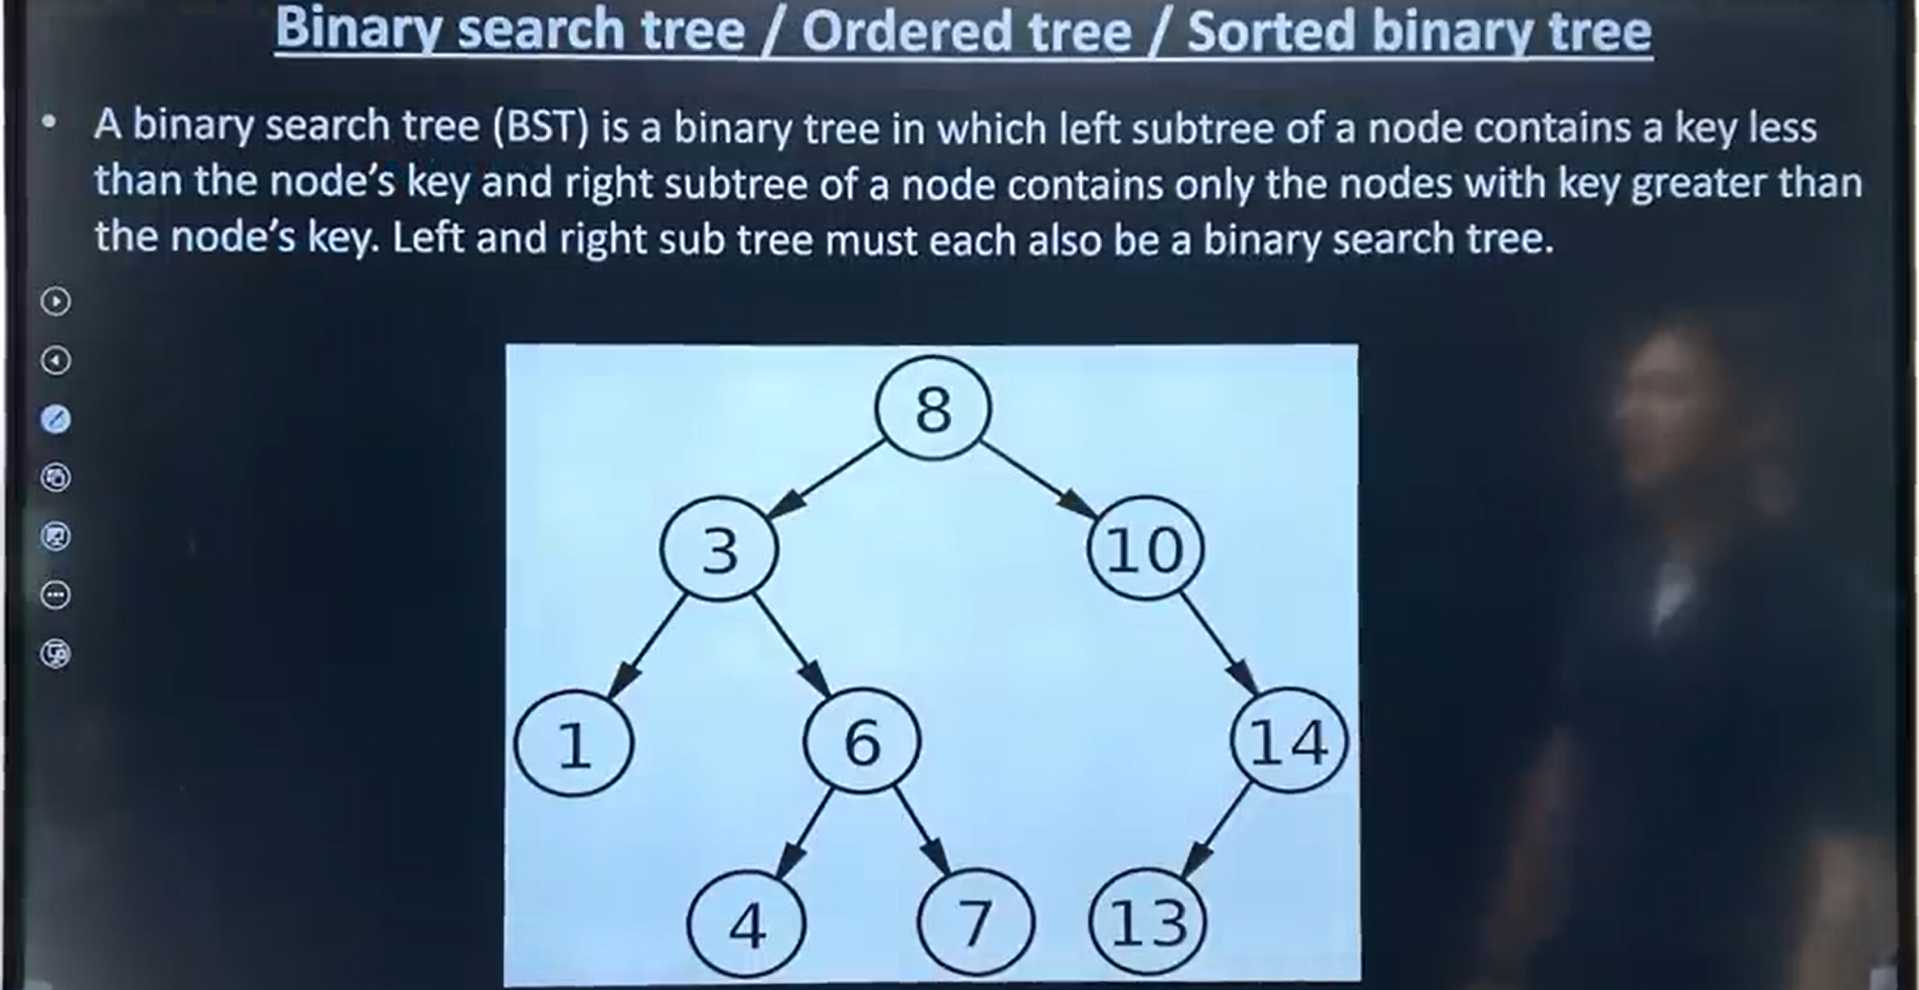 Binary search tree / Ordered tree / Sorted binary tree
• A binary search tree (BST) is a binary tree in which left subtree of a node contains a key less
than the node's key and right subtree of a node contains only the nodes with key greater than
the node's key. Left and right sub tree must each also be a binary search tree.
8
3 10
1 6 14
4 7 13